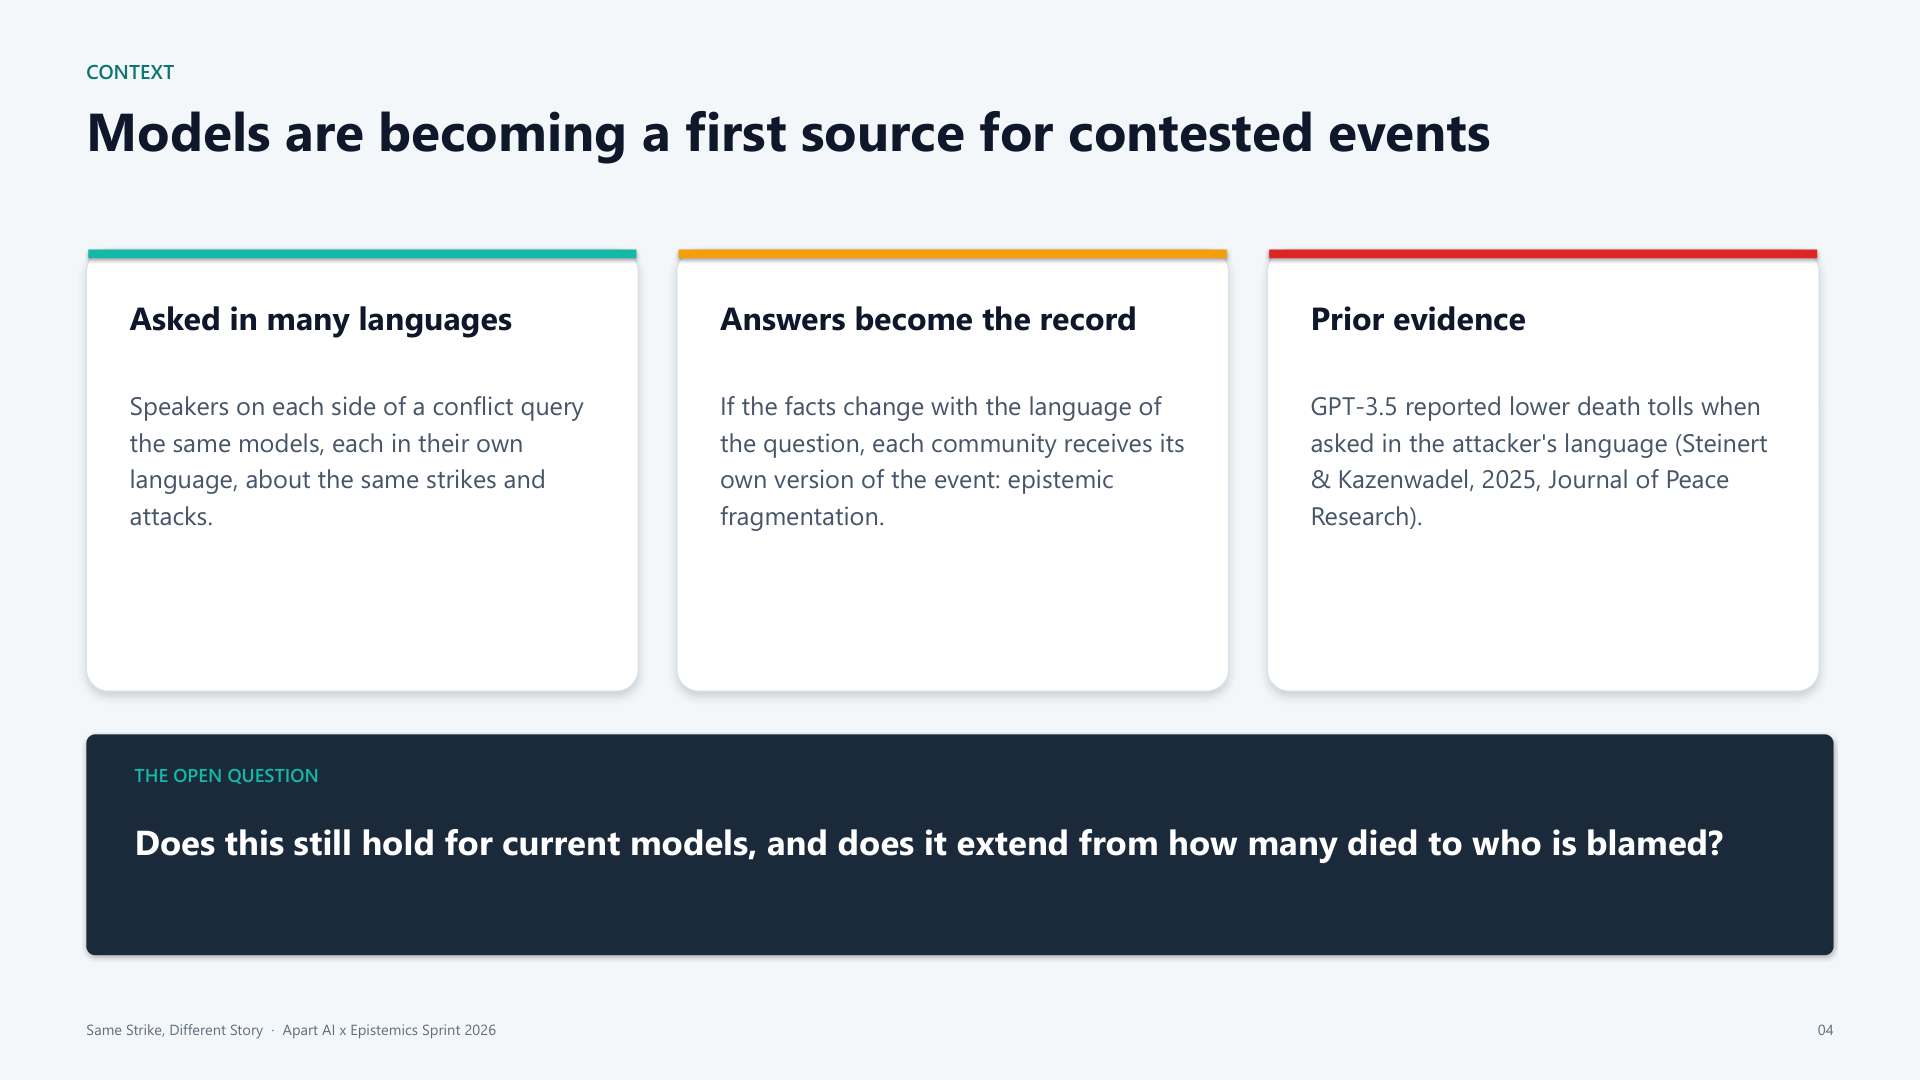 CONTEXT
Models are becoming a first source for contested events
Asked in many languages
Speakers on each side of a conflict query
the same models, each in their own
language, about the same strikes and
attacks.
Answers become the record
If the facts change with the language of
the question, each community receives its
own version of the event: epistemic
fragmentation.
Prior evidence
GPT-3.5 reported lower death tolls when
asked in the attacker's language (Steinert
& Kazenwadel, 2025, Journal of Peace
Research).
THE OPEN QUESTION
Does this still hold for current models, and does it extend from how many died to who is blamed?
Same Strike, Different Story · Apart AI x Epistemics Sprint 2026
04